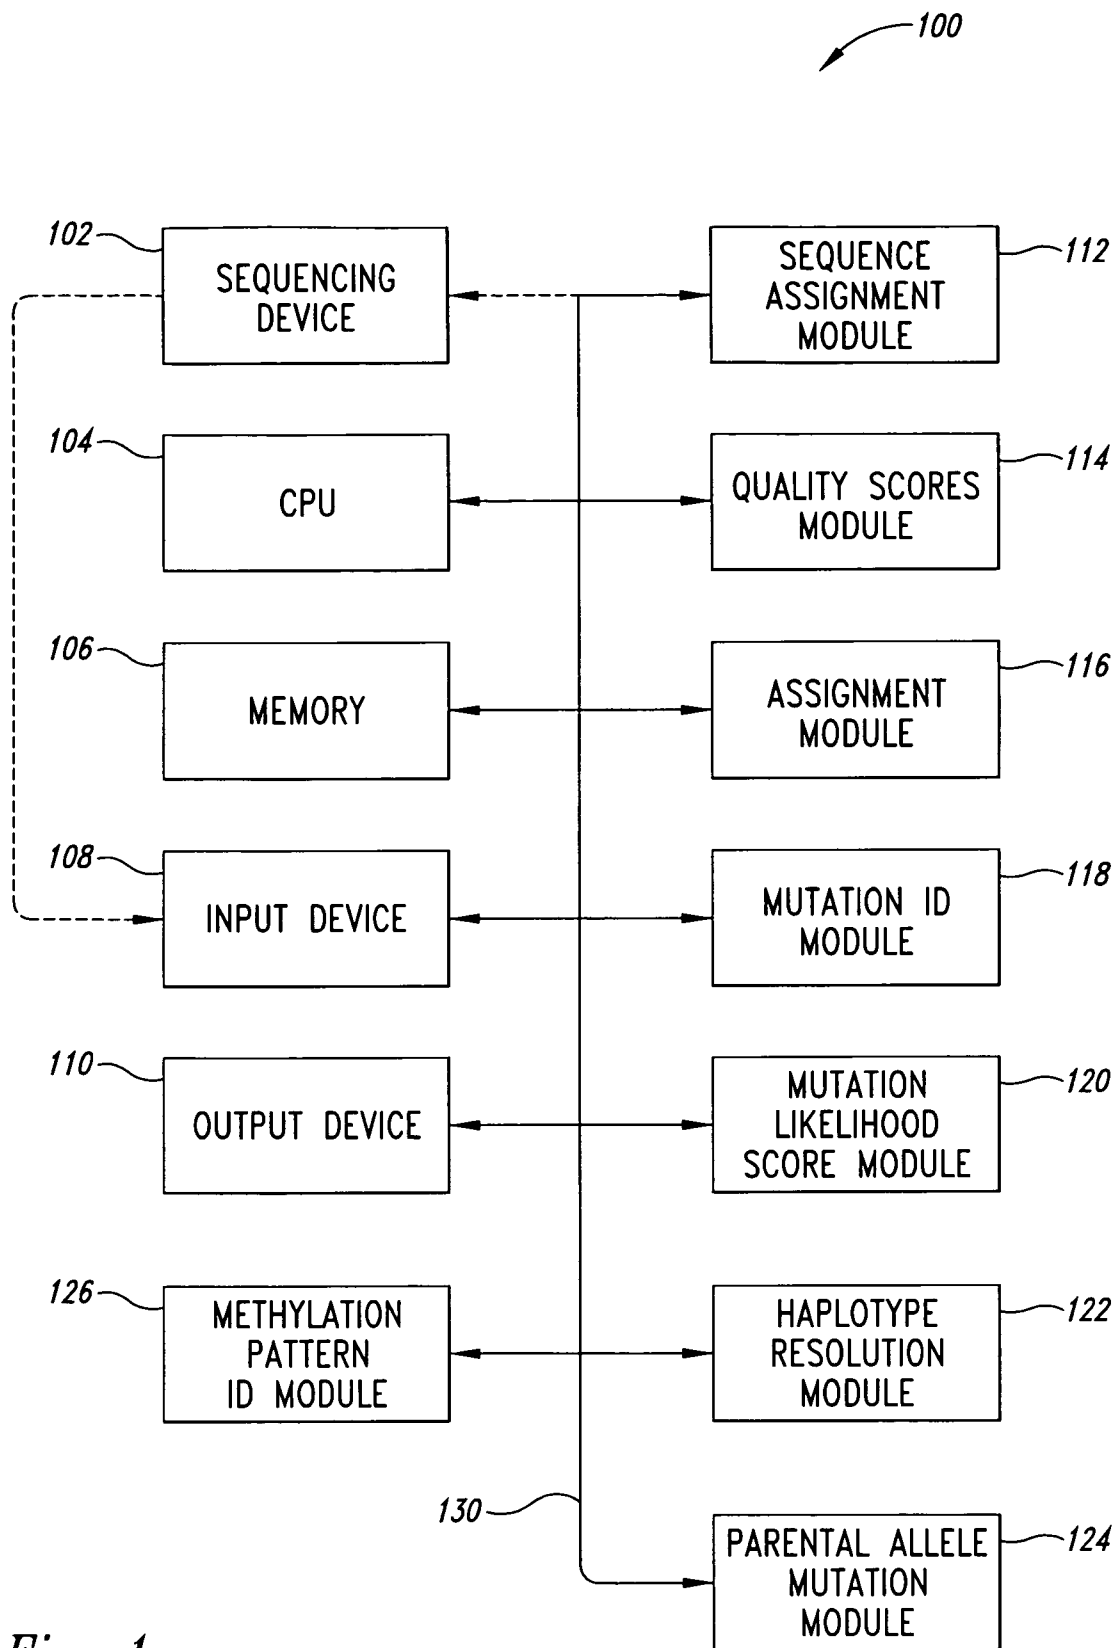 100
102
SEQUENCING
DEVICE
112
SEQUENCE
ASSIGNMENT
MODULE
104
CPU
114
QUALITY SCORES
MODULE
106
MEMORY
116
ASSIGNMENT
MODULE
108
INPUT DEVICE
118
MUTATION ID
MODULE
110
OUTPUT DEVICE
120
MUTATION
LIKELIHOOD
SCORE MODULE
126
METHYLATION
PATTERN
ID MODULE
122
HAPLOTYPE
RESOLUTION
MODULE
130
124
PARENTAL ALLELE
MUTATION
MODULE
Fig. 1